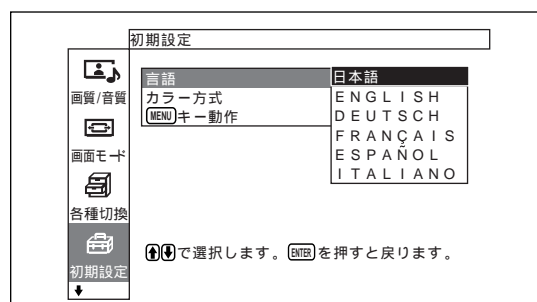 初期設定
画質/音質
画面モード
各種切換
初期設定
言語
カラー方式
MENUキー動作
日本語
ENGLISH
DEUTSCH
FRANÇAIS
ESPAÑOL
ITALIANO
で選択します。ENTERを押すと戻ります。